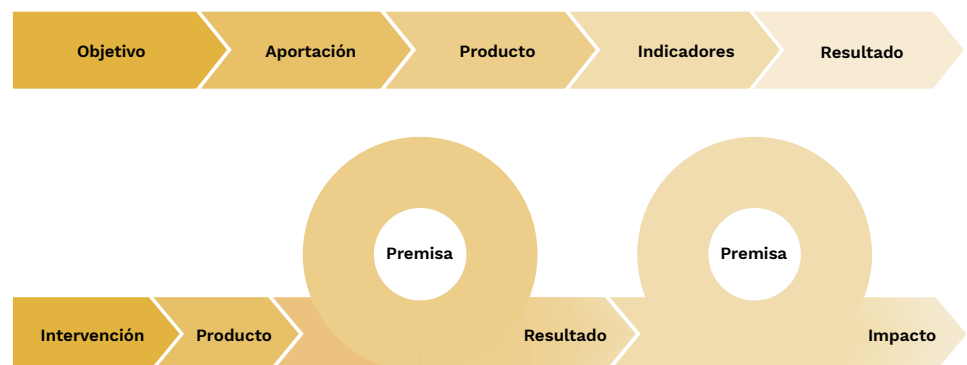 Objetivo
Aportación
Producto
Indicadores
Resultado
Premisa
Premisa
Intervención
Producto
Resultado
Impacto